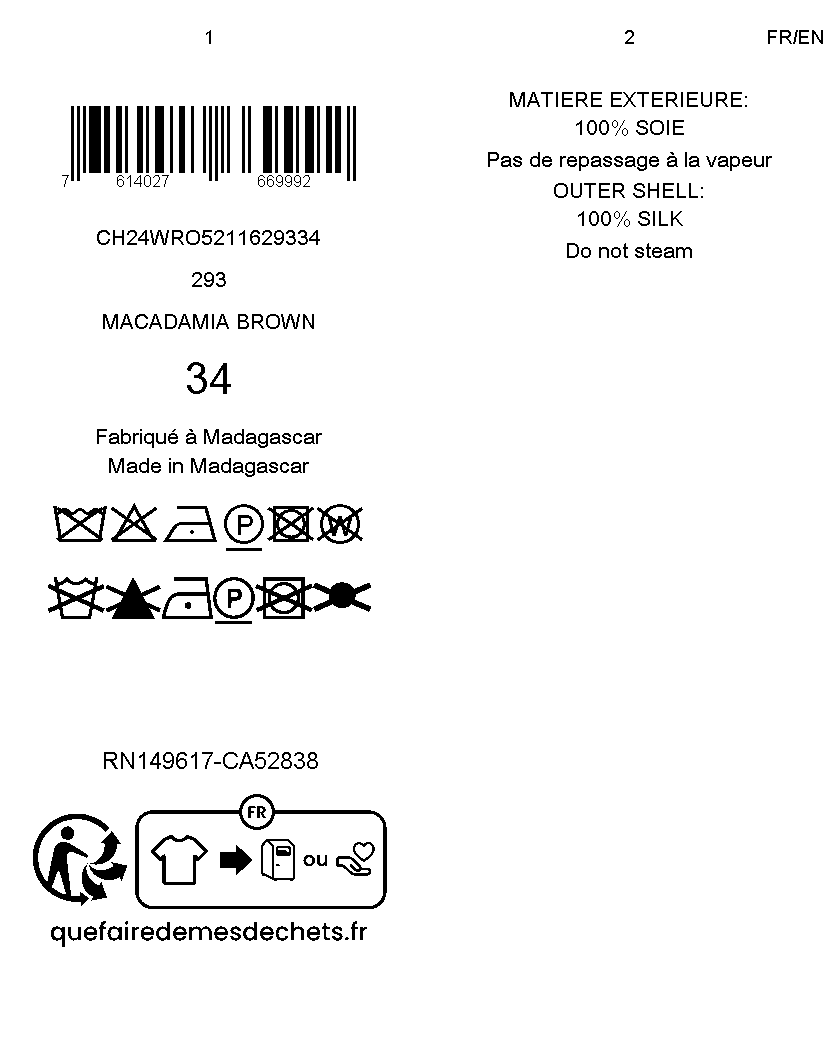 1
7 614027 669992
CH24WRO5211629334
293
MACADAMIA BROWN
34
Fabriqué à Madagascar
Made in Madagascar
P W
P
RN149617-CA52838
FR
ou
quefairedemesdechets.fr
2 FR/EN
MATIERE EXTERIEURE:
100% SOIE
Pas de repassage à la vapeur
OUTER SHELL:
100% SILK
Do not steam